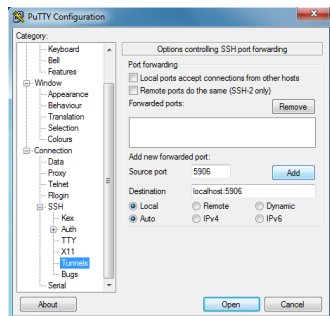 PuTTY Configuration
Category:
Keyboard
Bell
Features
Window
Appearance
Behaviour
Translation
Selection
Colours
Connection
Data
Proxy
Telnet
Rlogin
SSH
Kex
Auth
TTY
X11
Tunnels
Bugs
Serial
Options controlling SSH port forwarding
Port forwarding
Local ports accept connections from other hosts
Remote ports do the same (SSH-2 only)
Forwarded ports:
Remove
Add new forwarded port:
Source port 5906 Add
Destination localhost:5906
Local Remote Dynamic
Auto IPv4 IPv6
About Open Cancel